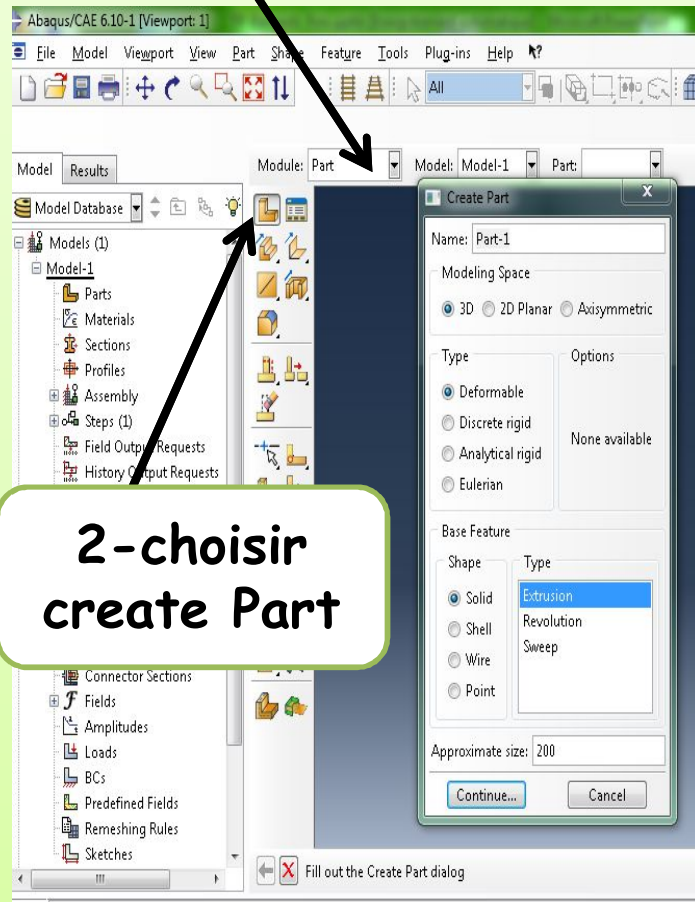 Abaqus/CAE 6.10-1 [Viewport: 1]
File Model Viewport View Part Shape Feature Tools Plug-ins Help
All
Model Results
Module: Part Model: Model-1 Part:
Model Database
Models (1)
Model-1
Parts
Materials
Sections
Profiles
Assembly
Steps (1)
Field Output Requests
History Output Requests
2-choisir
create Part
Connector Sections
Fields
Amplitudes
Loads
BCs
Predefined Fields
Remeshing Rules
Sketches
Create Part
X
Name: Part-1
Modeling Space
3D 2D Planar Axisymmetric
Type Options
Deformable
Discrete rigid
Analytical rigid
Eulerian
None available
Base Feature
Shape Type
Solid Extrusion
Shell Revolution
Wire Sweep
Point
Approximate size: 200
Continue... Cancel
Fill out the Create Part dialog